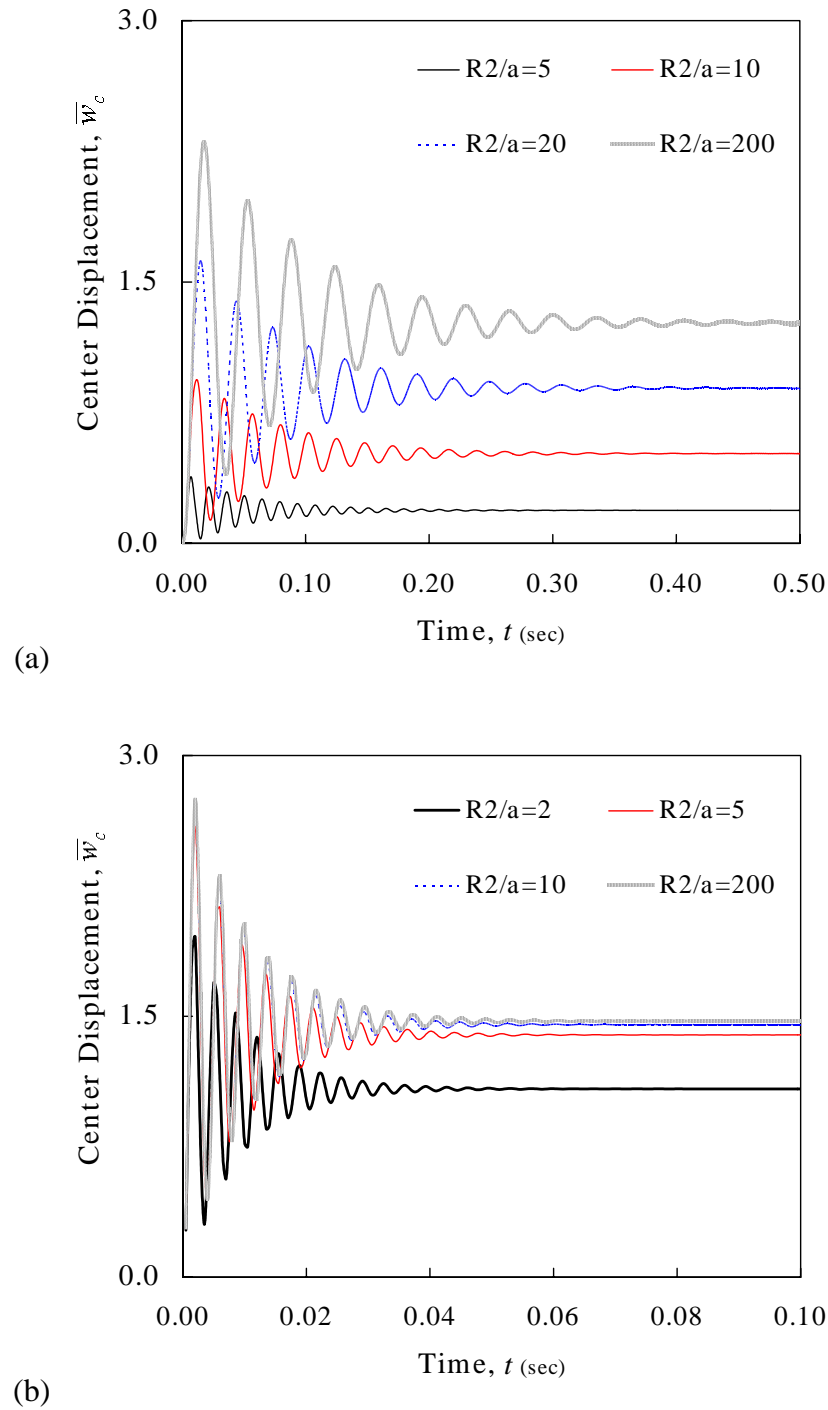 3.0
R2/a=5 R2/a=10
R2/a=20 R2/a=200
Center Displacement, w̅c
1.5
0.0
0.00 0.10 0.20 0.30 0.40 0.50
Time, t (sec)
(a)
3.0
R2/a=2 R2/a=5
R2/a=10 R2/a=200
Center Displacement, w̅c
1.5
0.0
0.00 0.02 0.04 0.06 0.08 0.10
Time, t (sec)
(b)